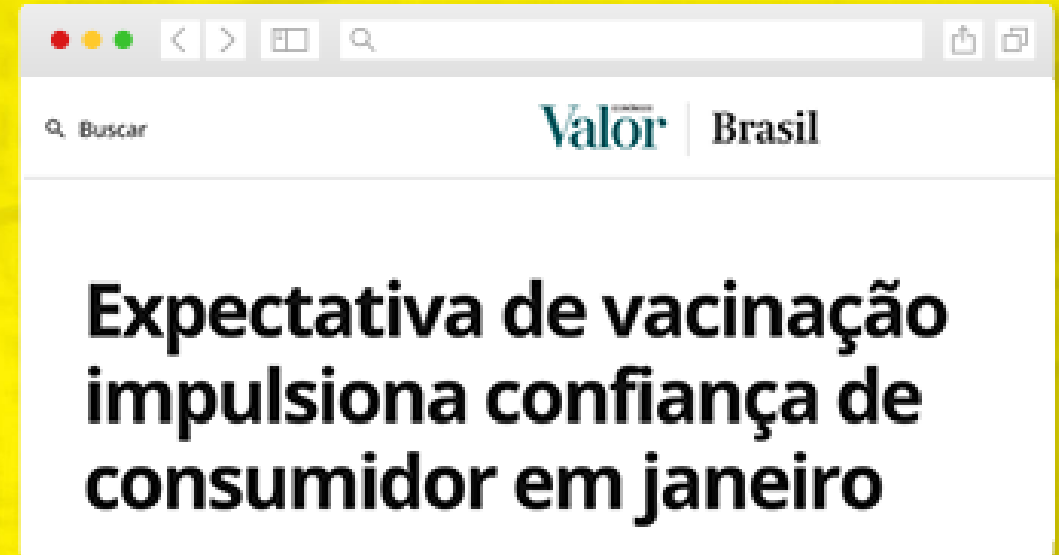 Buscar
Valor Brasil
Expectativa de vacinação
impulsiona confiança de
consumidor em janeiro